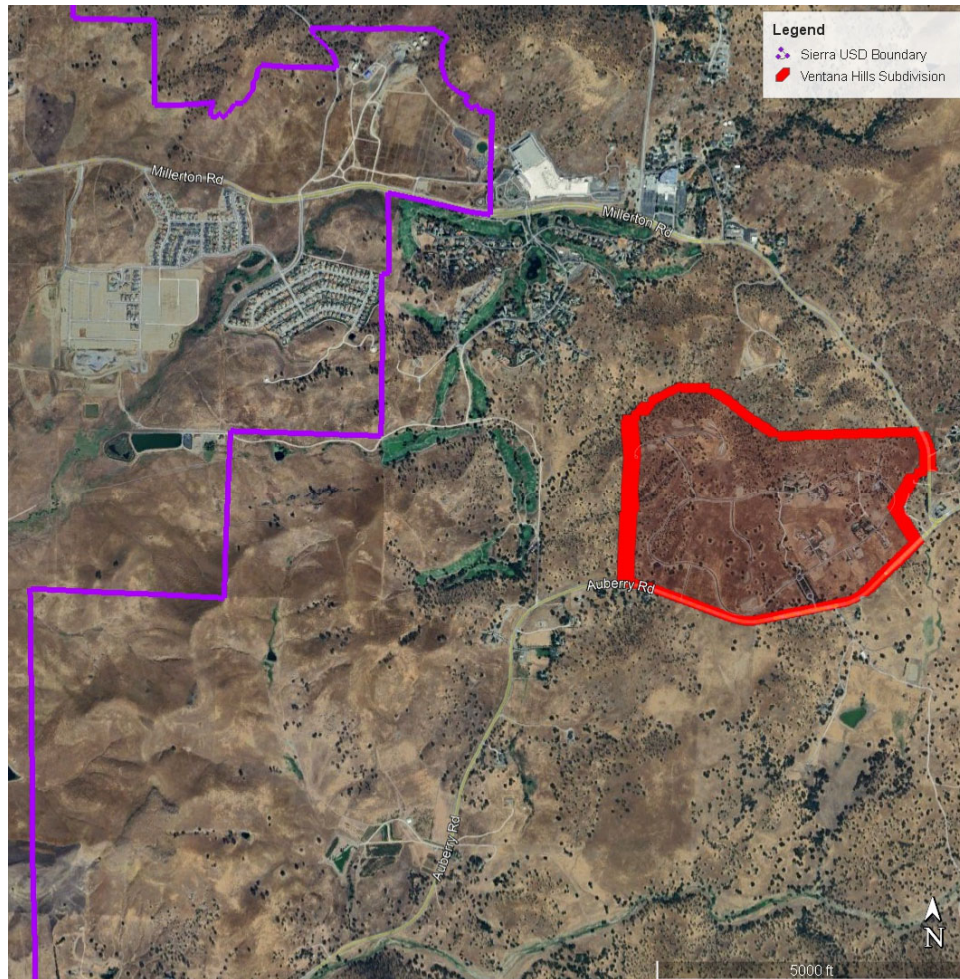 Legend
Sierra USD Boundary
Ventana Hills Subdivision
Millerton Rd
Millerton Rd
Auberry Rd
Auberry Rd
N
5000 ft